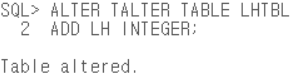 SQL> ALTER TALTER TABLE LHTBL
2 ADD LH INTEGER;
Table altered.